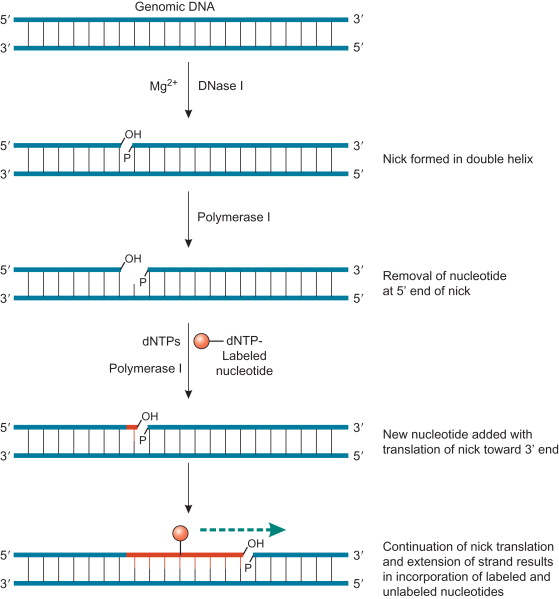 Genomic DNA
5′ 3′
3′ 5′
Mg2+ DNase I
OH
5′ 3′
P
3′ 5′
Nick formed in double helix
Polymerase I
OH
5′ 3′
P
3′ 5′
Removal of nucleotide
at 5′ end of nick
dNTPs
Polymerase I
dNTP-
Labeled
nucleotide
OH
5′ 3′
P
3′ 5′
New nucleotide added with
translation of nick toward 3′ end
OH
5′ 3′
P
3′ 5′
Continuation of nick translation
and extension of strand results
in incorporation of labeled and
unlabeled nucleotides